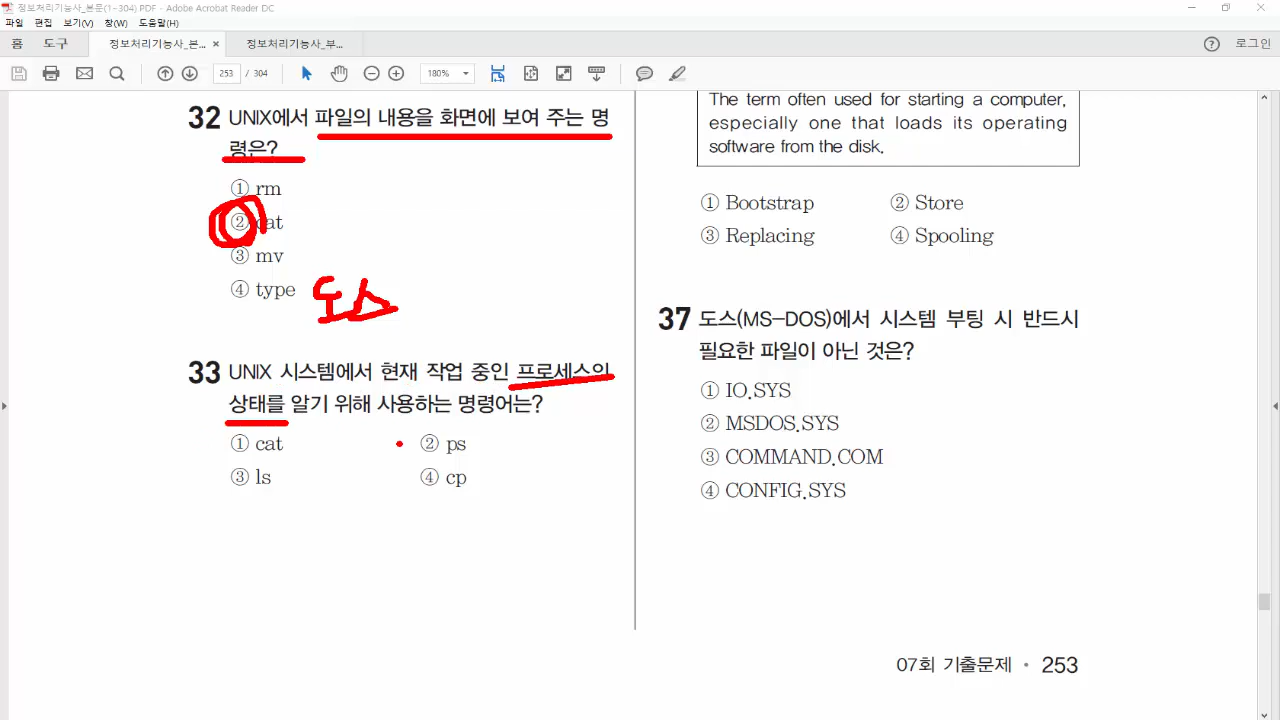 정보처리기능사_본문(1~304) PDF - Adobe Acrobat Reader DC
파일 편집 보기(V) 창(W) 도움말(H)
홈 도구 정보처리기능사_본... × 정보처리기능사_부... 로그인
253 / 304 180%
32 UNIX에서 파일의 내용을 화면에 보여 주는 명
령은?
① rm
② cat
③ mv
④ type 도스
33 UNIX 시스템에서 현재 작업 중인 프로세스의
상태를 알기 위해 사용하는 명령어는?
① cat ② ps
③ ls ④ cp
The term often used for starting a computer,
especially one that loads its operating
software from the disk.
① Bootstrap ② Store
③ Replacing ④ Spooling
37 도스(MS-DOS)에서 시스템 부팅 시 반드시
필요한 파일이 아닌 것은?
① IO.SYS
② MSDOS.SYS
③ COMMAND.COM
④ CONFIG.SYS
07회 기출문제 • 253